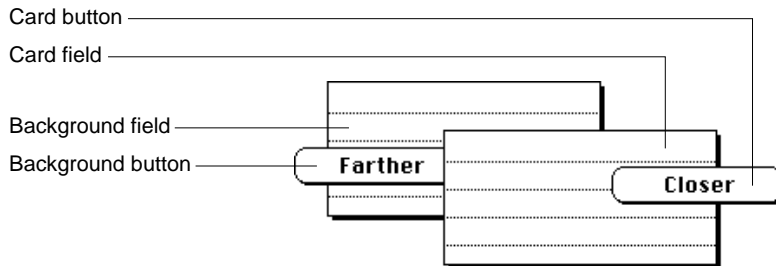 Card button
Card field
Background field
Background button
Farther
Closer